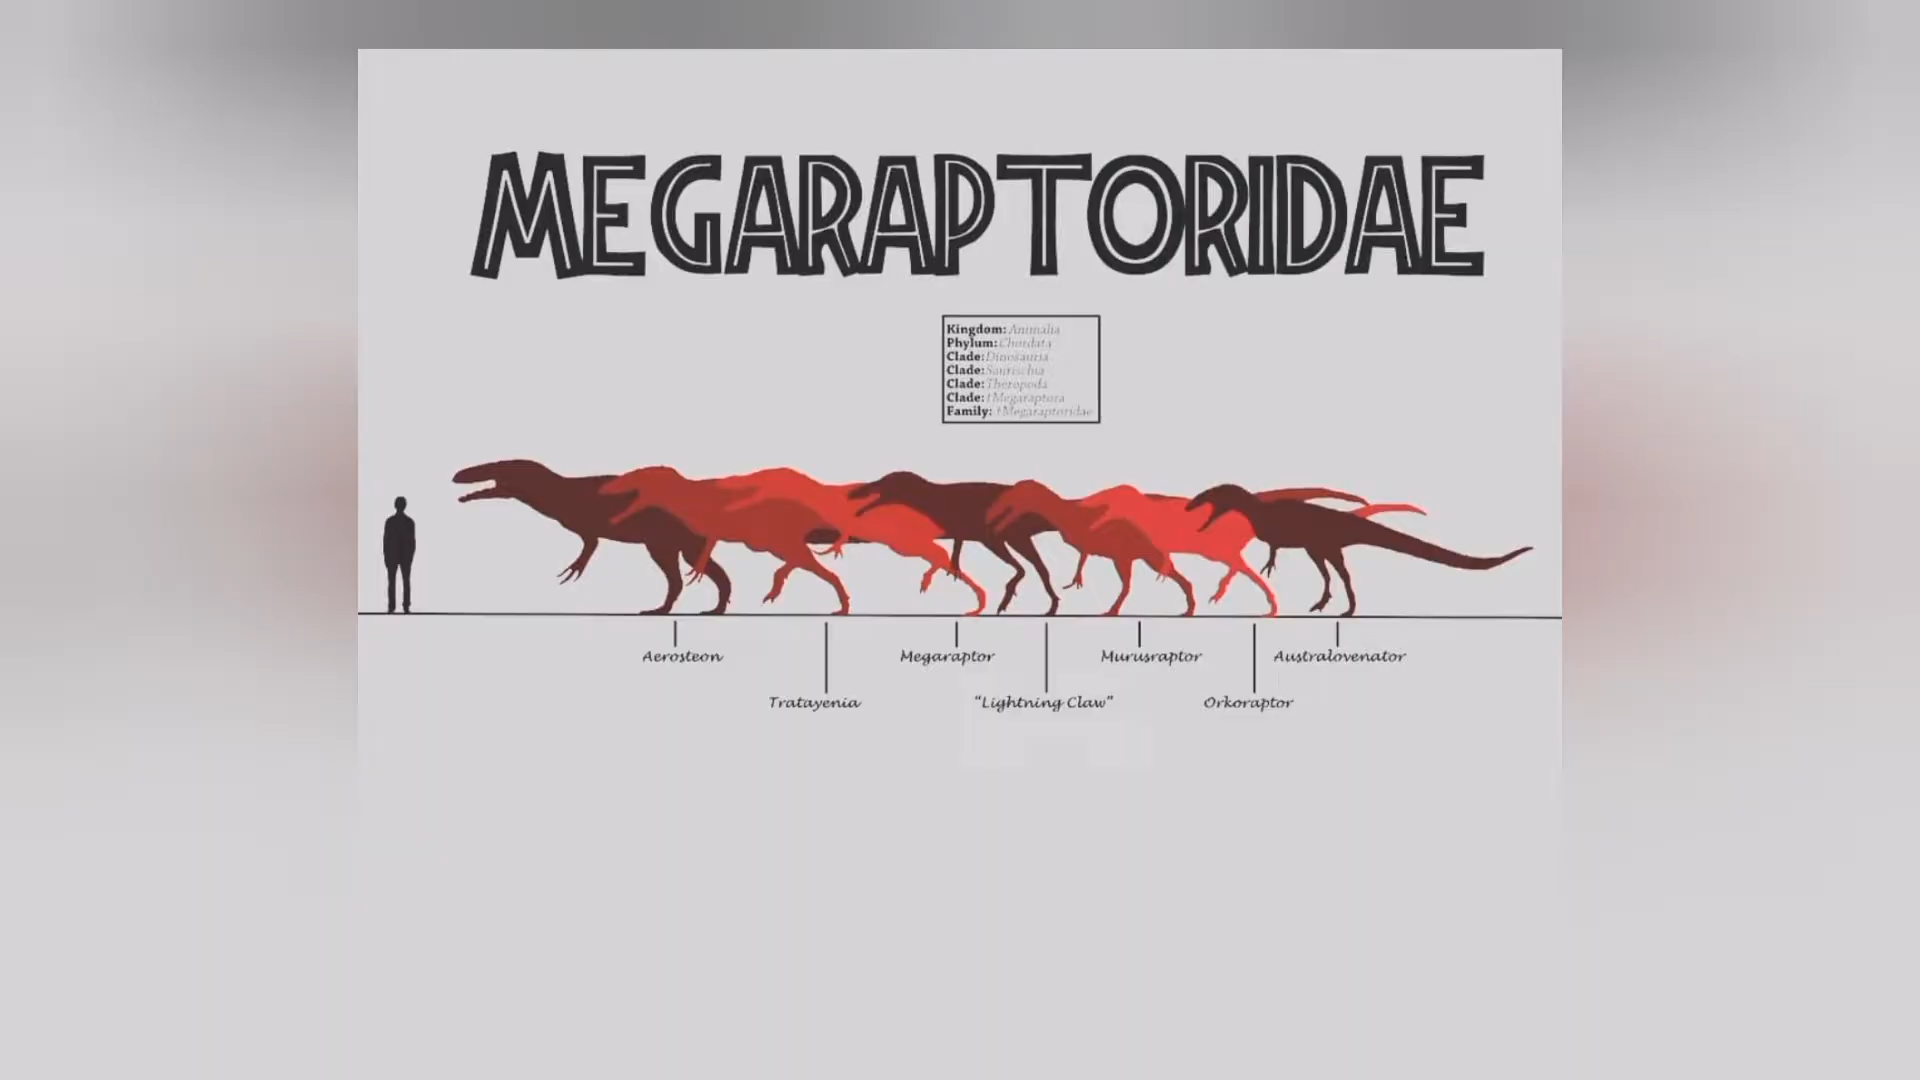 MEGARAPTORIDAE
Kingdom: Animalia
Phylum: Chordata
Clade: Dinosauria
Clade: Saurischia
Clade: Theropoda
Clade: †Megaraptora
Family: †Megaraptoridae
Aerosteon
Megaraptor
Murusraptor
Australovenator
Tratayenia
"Lightning Claw"
Orkoraptor